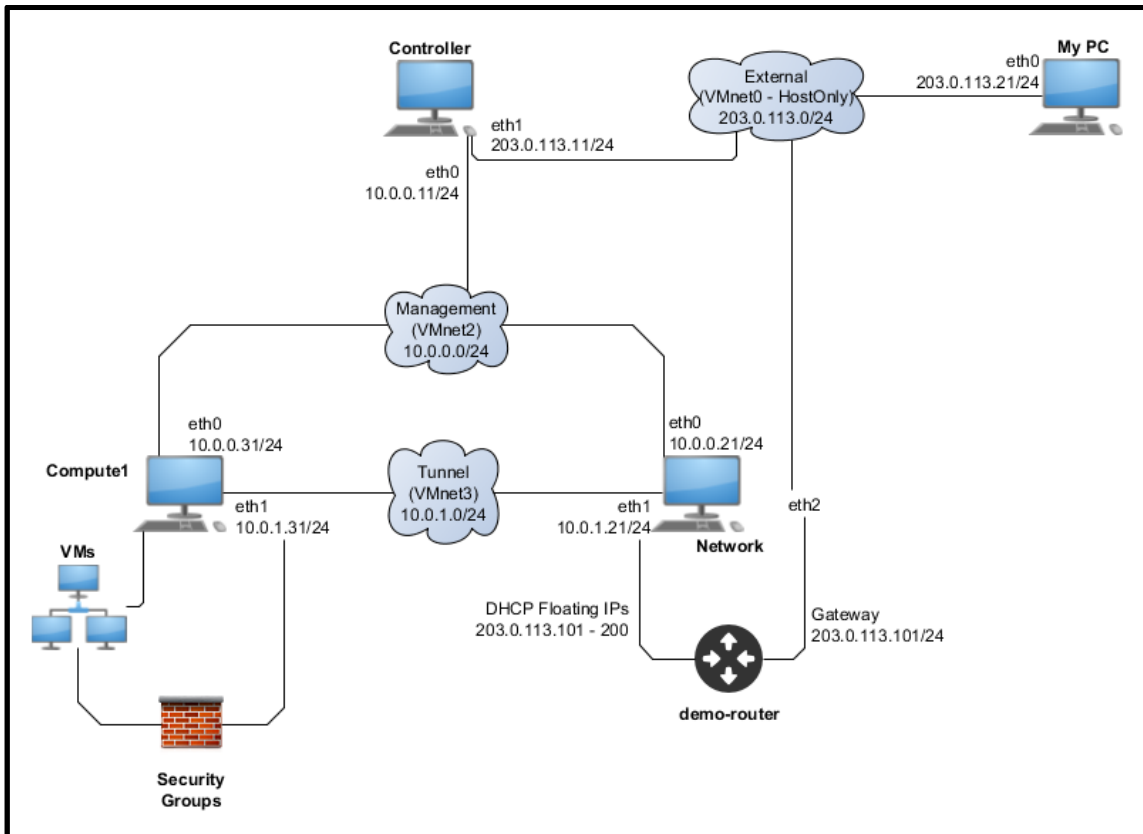 Controller
My PC
eth0
203.0.113.21/24
External
(VMnet0 - HostOnly)
203.0.113.0/24
eth1
203.0.113.11/24
eth0
10.0.0.11/24
Management
(VMnet2)
10.0.0.0/24
eth0
10.0.0.31/24
eth0
10.0.0.21/24
Compute1
Tunnel
(VMnet3)
10.0.1.0/24
eth1
10.0.1.31/24
eth1
10.0.1.21/24
eth2
Network
VMs
DHCP Floating IPs
203.0.113.101 - 200
Gateway
203.0.113.101/24
demo-router
Security
Groups